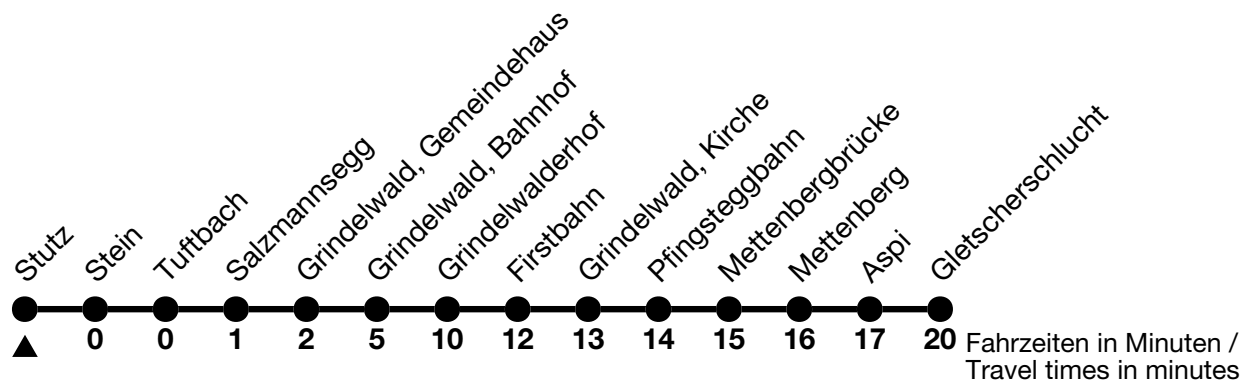 Stutz
Stein
Tuftbach
Salzmannsegg
Grindelwald, Gemeindehaus
Grindelwald, Bahnhof
Grindelwalderhof
Firstbahn
Grindelwald, Kirche
Pfingsteggbahn
Mettenbergbrücke
Mettenberg
Aspi
Gletscherschlucht
0 0 1 2 5 10 12 13 14 15 16 17 20
Fahrzeiten in Minuten /
Travel times in minutes